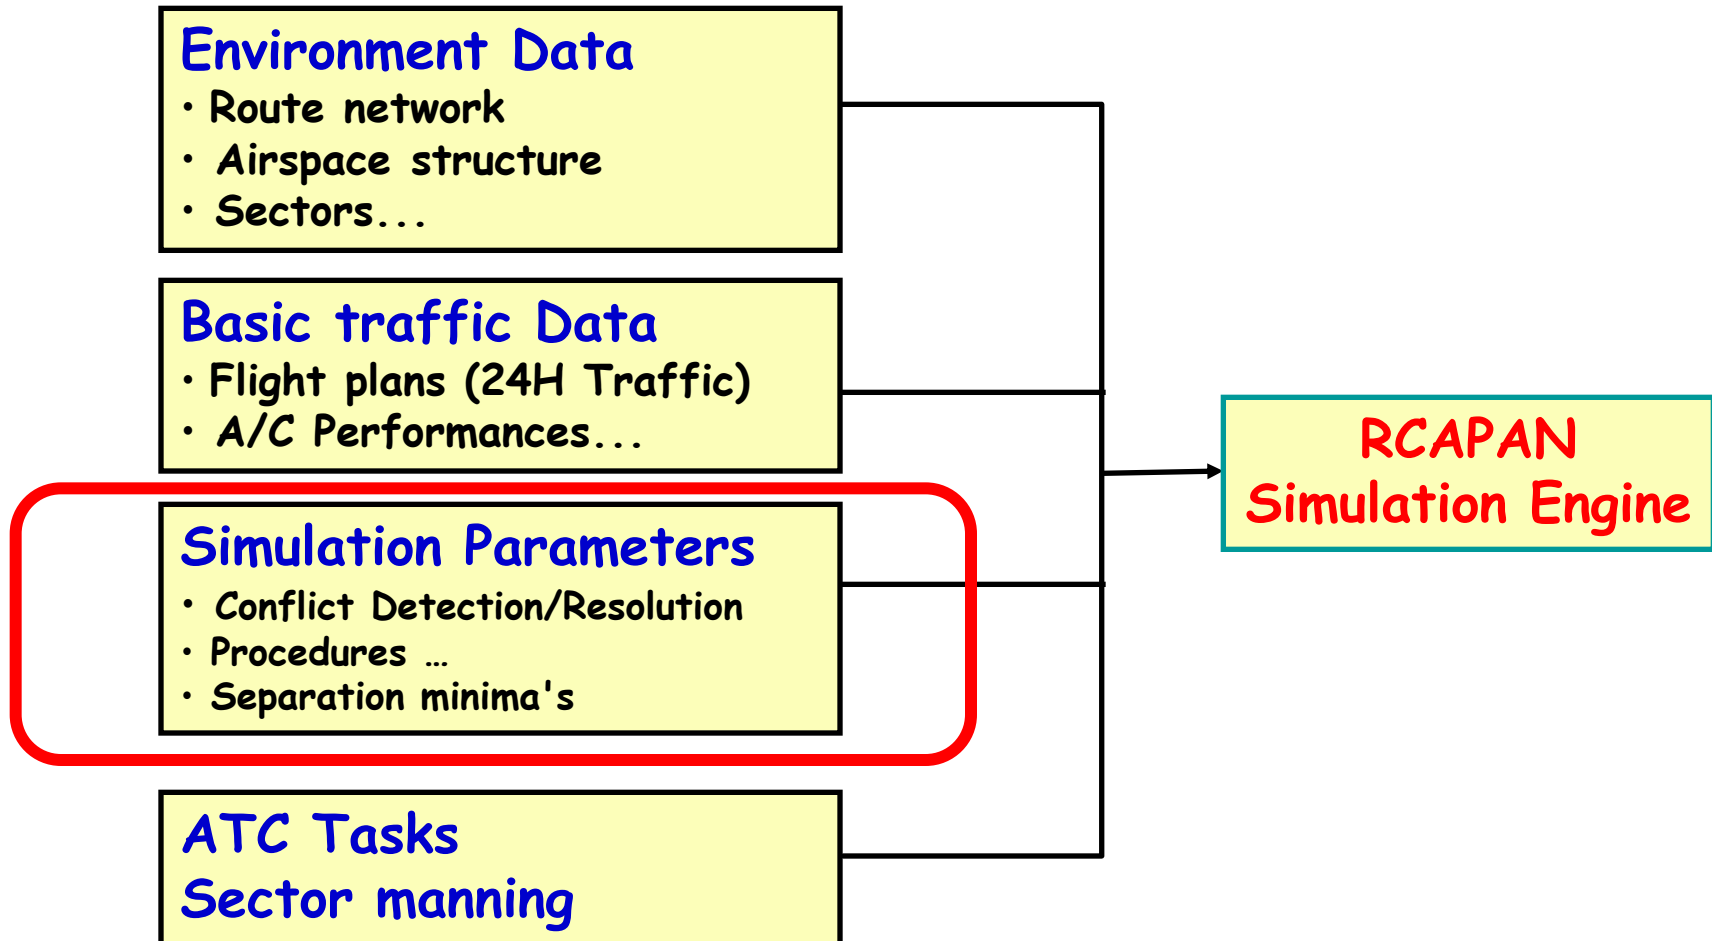 Environment Data
• Route network
• Airspace structure
• Sectors...
Basic traffic Data
• Flight plans (24H Traffic)
• A/C Performances...
Simulation Parameters
• Conflict Detection/Resolution
• Procedures …
• Separation minima's
ATC Tasks
Sector manning
RCAPAN
Simulation Engine